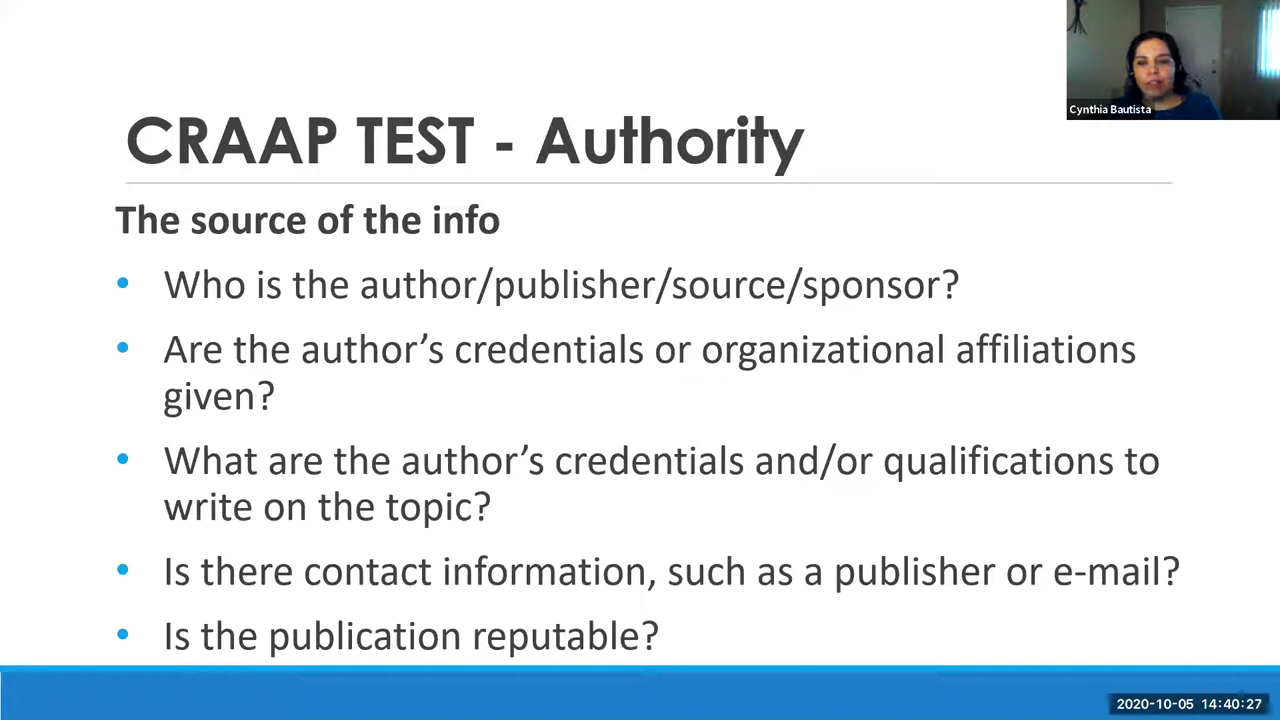 Cynthia Bautista
CRAAP TEST - Authority
The source of the info
• Who is the author/publisher/source/sponsor?
• Are the author’s credentials or organizational affiliations
given?
• What are the author’s credentials and/or qualifications to
write on the topic?
• Is there contact information, such as a publisher or e-mail?
• Is the publication reputable?
2020-10-05 14:40:27